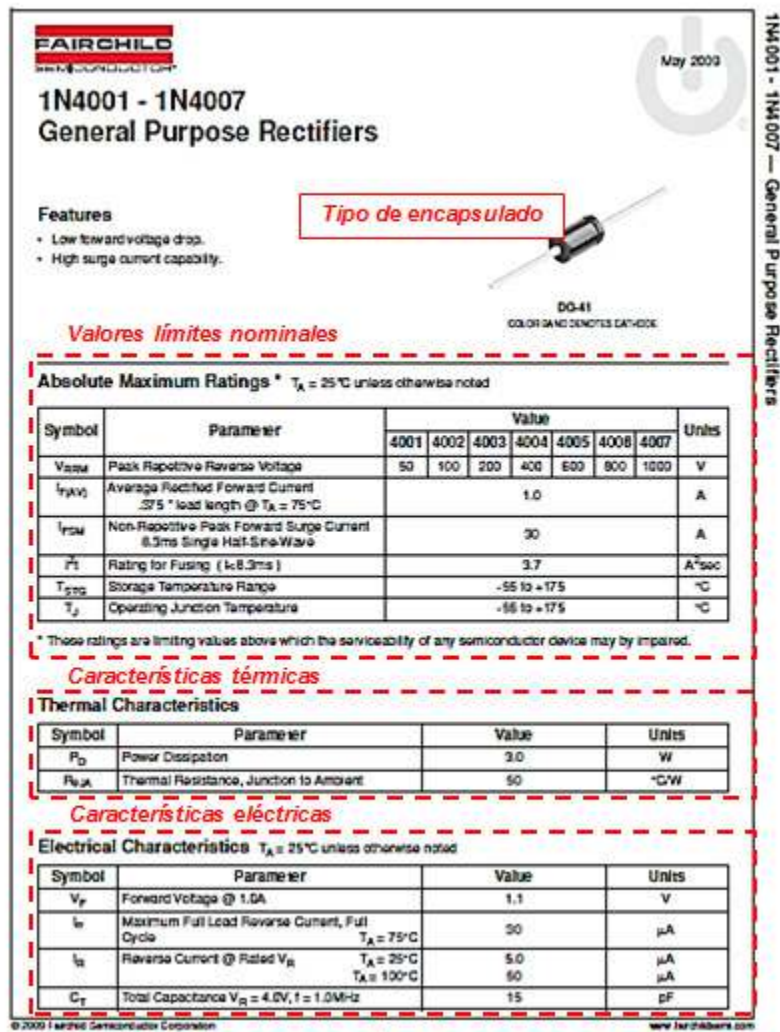 FAIRCHILD
SEMICONDUCTOR
May 2009
1N4001 - 1N4007
General Purpose Rectifiers
Features
• Low forward voltage drop.
• High surge current capability.
Tipo de encapsulado
DO-41
COLOR BAND DENOTES CATHODE
Valores límites nominales
Absolute Maximum Ratings * TA = 25°C unless otherwise noted
Symbol Parameter Value Units
4001 4002 4003 4004 4005 4006 4007
VRRM Peak Repetitive Reverse Voltage 50 100 200 400 600 800 1000 V
IF(AV) Average Rectified Forward Current
.375 " lead length @ TA = 75°C 1.0 A
IFSM Non-Repetitive Peak Forward Surge Current
8.3ms Single Half-Sine-Wave 30 A
I²t Rating for Fusing ( t<8.3ms ) 3.7 A²sec
TSTG Storage Temperature Range -55 to +175 °C
TJ Operating Junction Temperature -55 to +175 °C
* These ratings are limiting values above which the serviceability of any semiconductor device may by impaired.
Características térmicas
Thermal Characteristics
Symbol Parameter Value Units
PD Power Dissipation 3.0 W
RθJA Thermal Resistance, Junction to Ambient 50 °C/W
Características eléctricas
Electrical Characteristics TA = 25°C unless otherwise noted
Symbol Parameter Value Units
VF Forward Voltage @ 1.0A 1.1 V
Maximum Full Load Reverse Current, Full
Cycle TA = 75°C 30 µA
IR Reverse Current @ Rated VR TA = 25°C 5.0 µA
TA = 100°C 50 µA
CT Total Capacitance VR = 4.0V, f = 1.0MHz 15 pF
© 2009 Fairchild Semiconductor Corporation www.fairchildsemi.com
1N4001 - 1N4007 — General Purpose Rectifiers